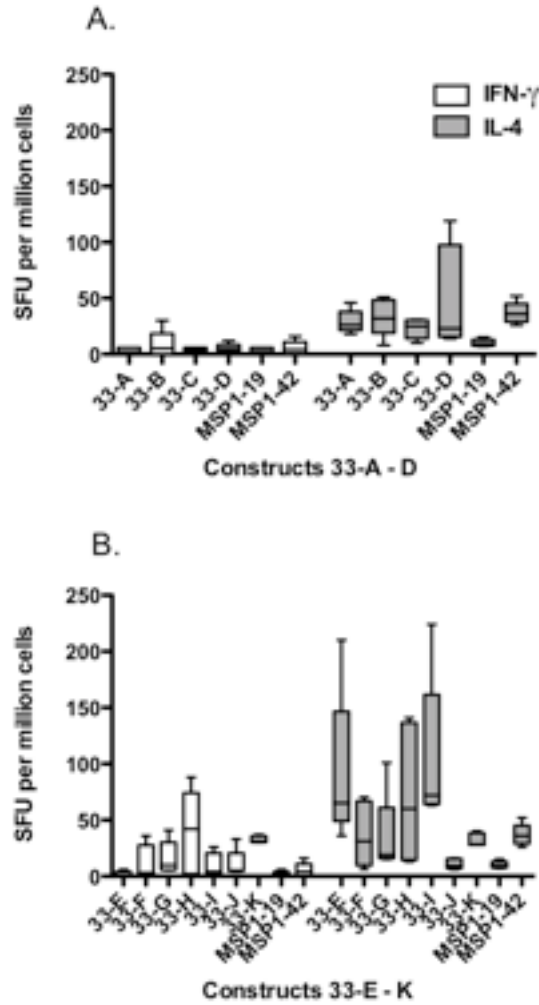 A.
250
200
150
100
50
0
SFU per million cells
IFN-γ
IL-4
33-A 33-B 33-C 33-D MSP1-19 MSP1-42 33-A 33-B 33-C 33-D MSP1-19 MSP1-42
Constructs 33-A - D
B.
250
200
150
100
50
0
SFU per million cells
33-E 33-F 33-G 33-H 33-I 33-J 33-K MSP1-19 MSP1-42 33-E 33-F 33-G 33-H 33-I 33-J 33-K MSP1-19 MSP1-42
Constructs 33-E - K